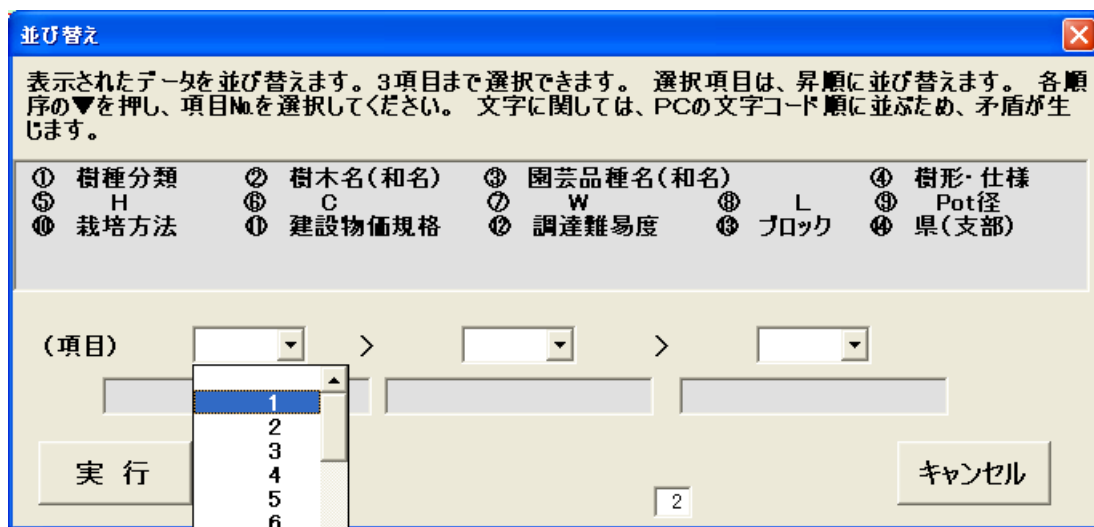 並び替え
表示されたデータを並び替えます。3項目まで選択できます。 選択項目は、昇順に並び替えます。 各順
序の▼を押し、項目№を選択してください。 文字に関しては、PCの文字コード順に並ぶため、矛盾が生
じます。
① 樹種分類 ② 樹木名(和名) ③ 園芸品種名(和名) ④ 樹形・仕様
⑤ H ⑥ C ⑦ W ⑧ L ⑨ Pot径
⑩ 栽培方法 ⑪ 建設物価規格 ⑫ 調達難易度 ⑬ ブロック ⑭ 県(支部)
(項目) > >
1
2
3
4
5
6
実 行
2
キャンセル